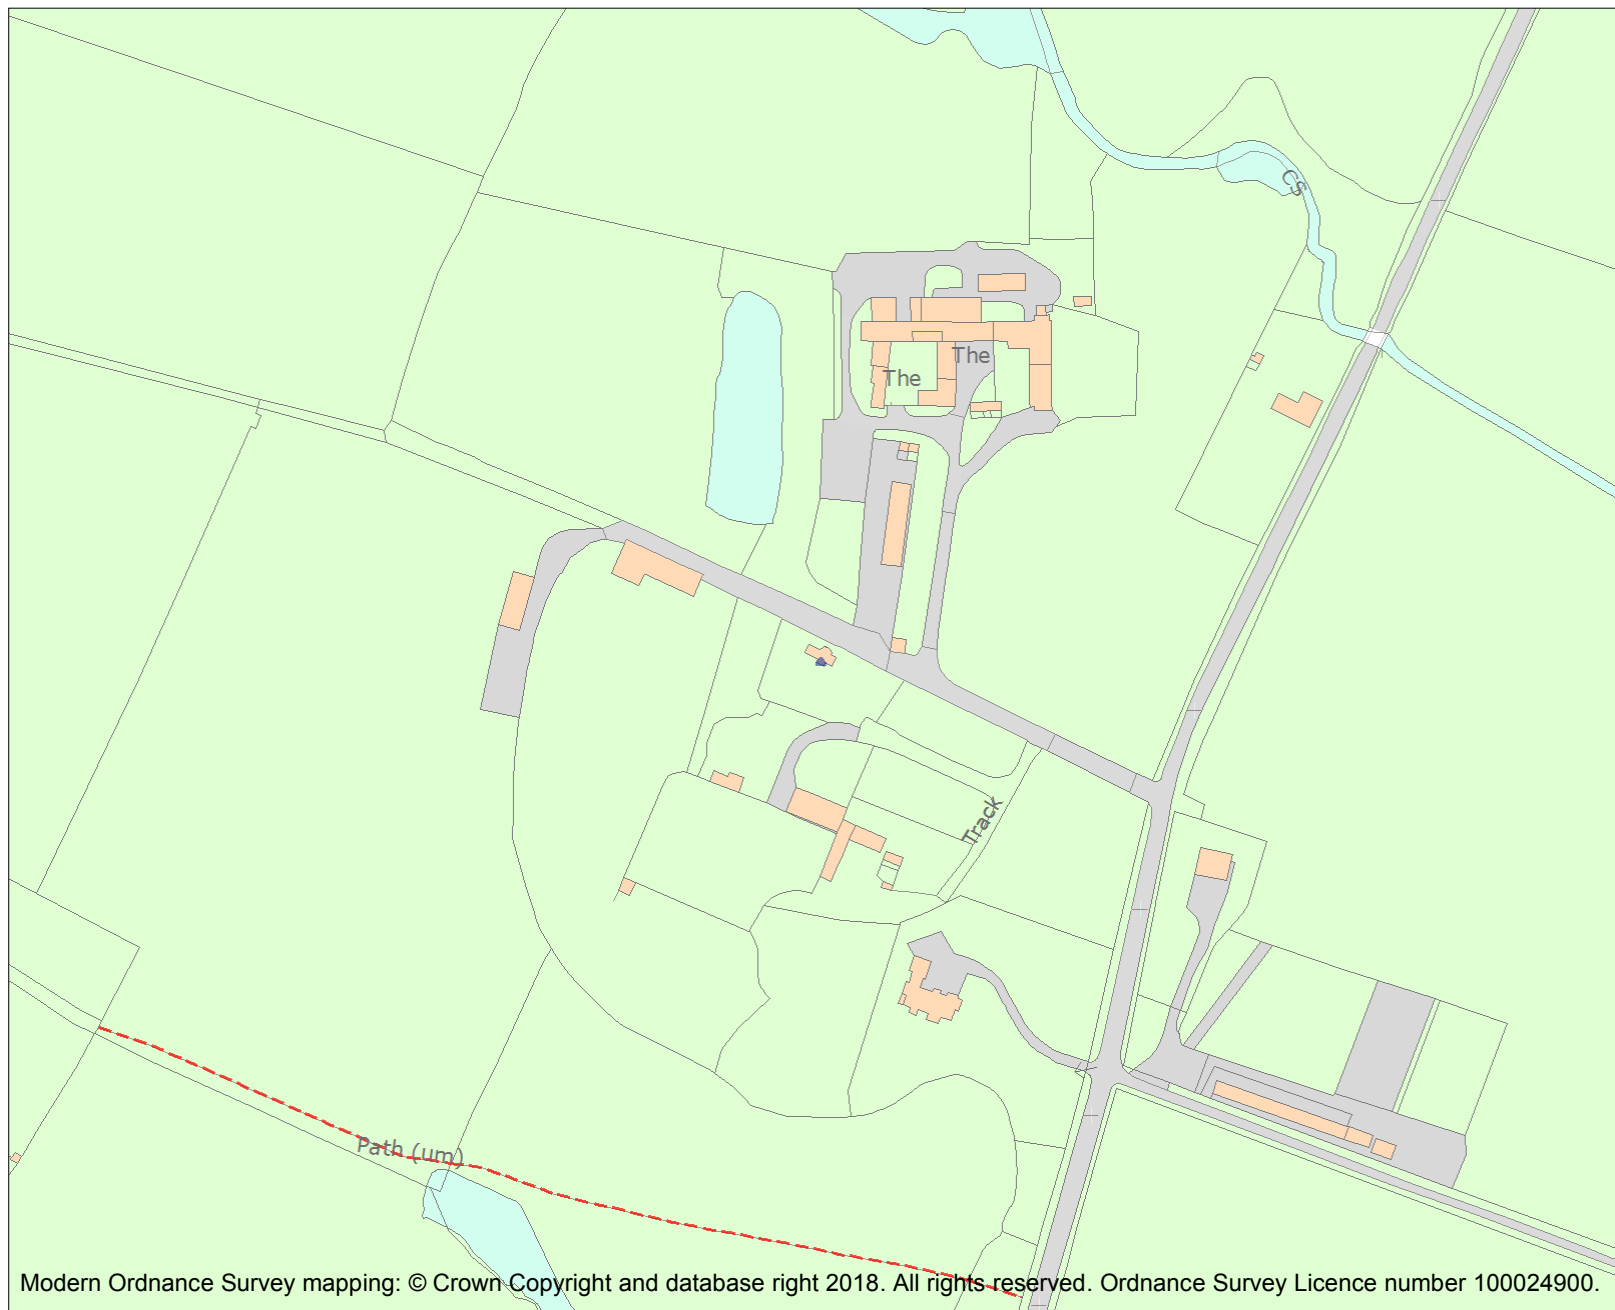 CS
The
The
Track
Path (um)
Modern Ordnance Survey mapping: © Crown Copyright and database right 2018. All rights reserved. Ordnance Survey Licence number 100024900.